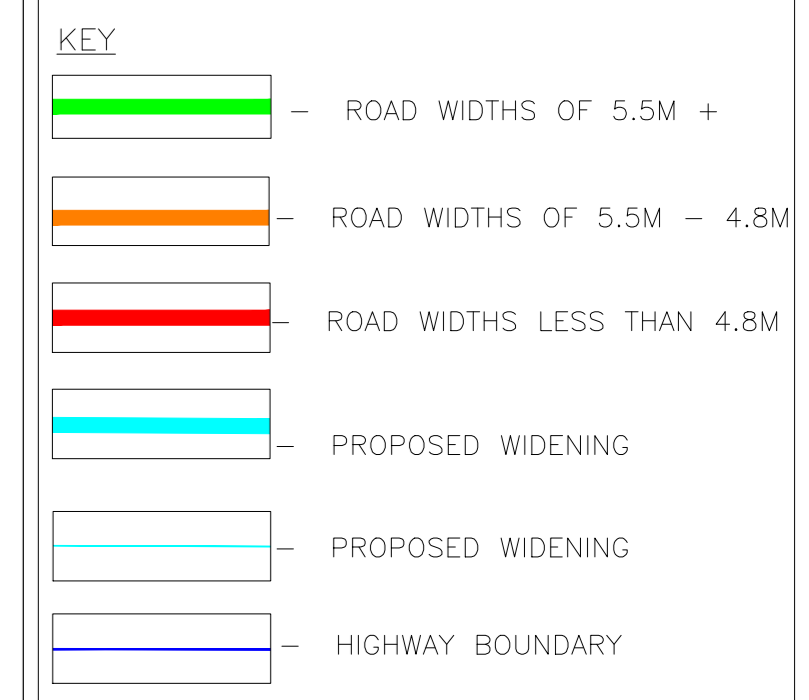 KEY
– ROAD WIDTHS OF 5.5M +
– ROAD WIDTHS OF 5.5M – 4.8M
– ROAD WIDTHS LESS THAN 4.8M
– PROPOSED WIDENING
– PROPOSED WIDENING
– HIGHWAY BOUNDARY